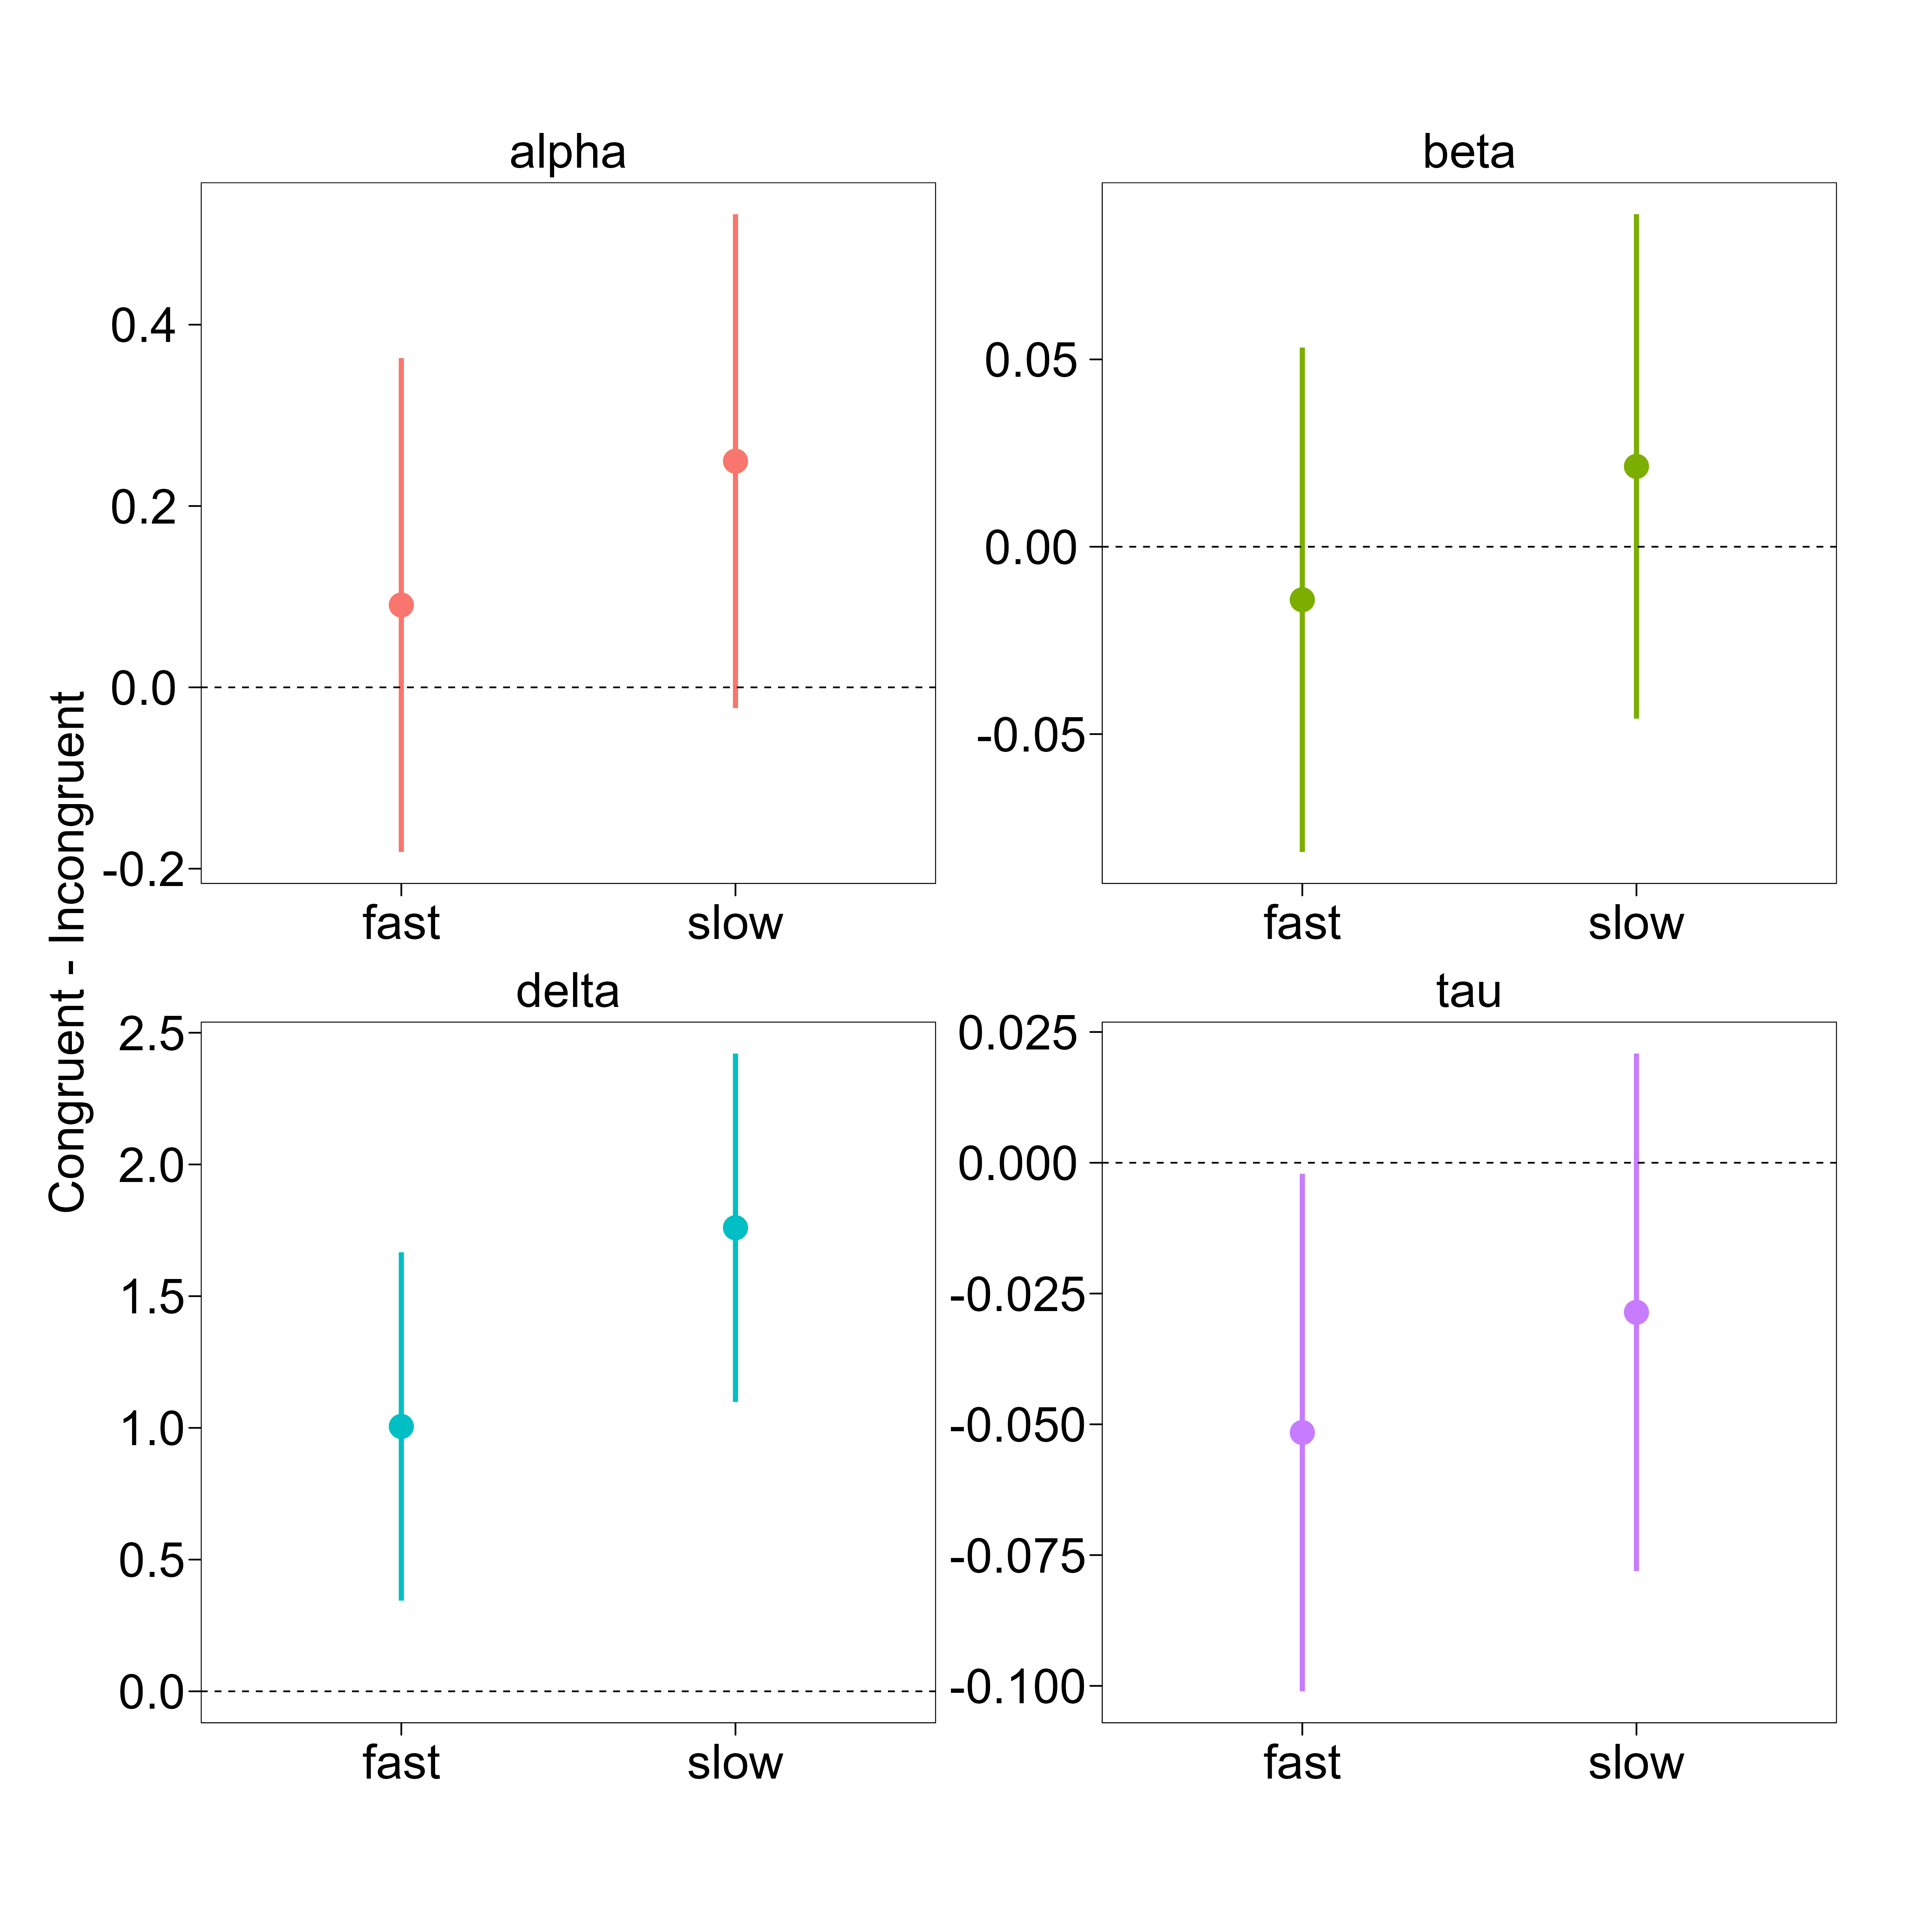 Congruent - Incongruent
alpha
0.4
0.2
0.0
-0.2
fast slow
beta
0.05
0.00
-0.05
fast slow
delta
2.5
2.0
1.5
1.0
0.5
0.0
fast slow
tau
0.025
0.000
-0.025
-0.050
-0.075
-0.100
fast slow